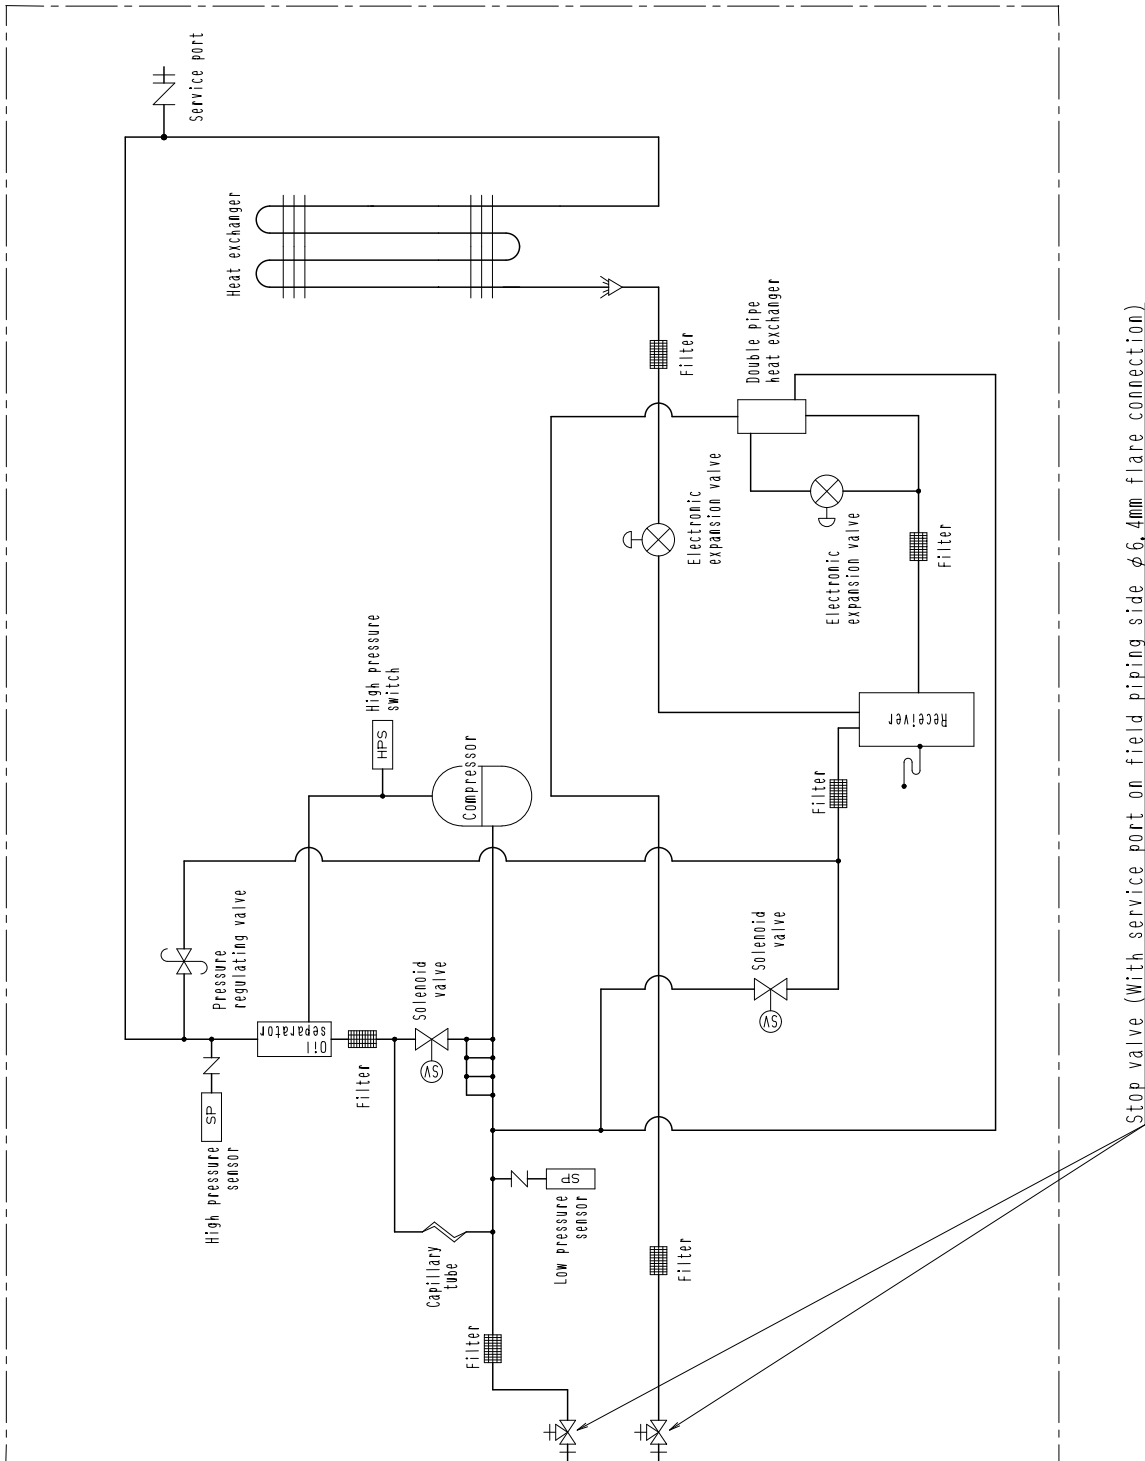 Service port
Heat exchanger
Filter
Double pipe
heat exchanger
Electronic
expansion valve
Electronic
expansion valve
Filter
High pressure
switch
HPS
Compressor
Receiver
Filter
Pressure
regulating valve
Solenoid
valve
SV
Oil
separator
Filter
Solenoid
valve
SV
SP
High pressure
sensor
SP
Low pressure
sensor
Capillary
tube
Filter
Filter
Stop valve (With service port on field piping side ø6.4mm flare connection)